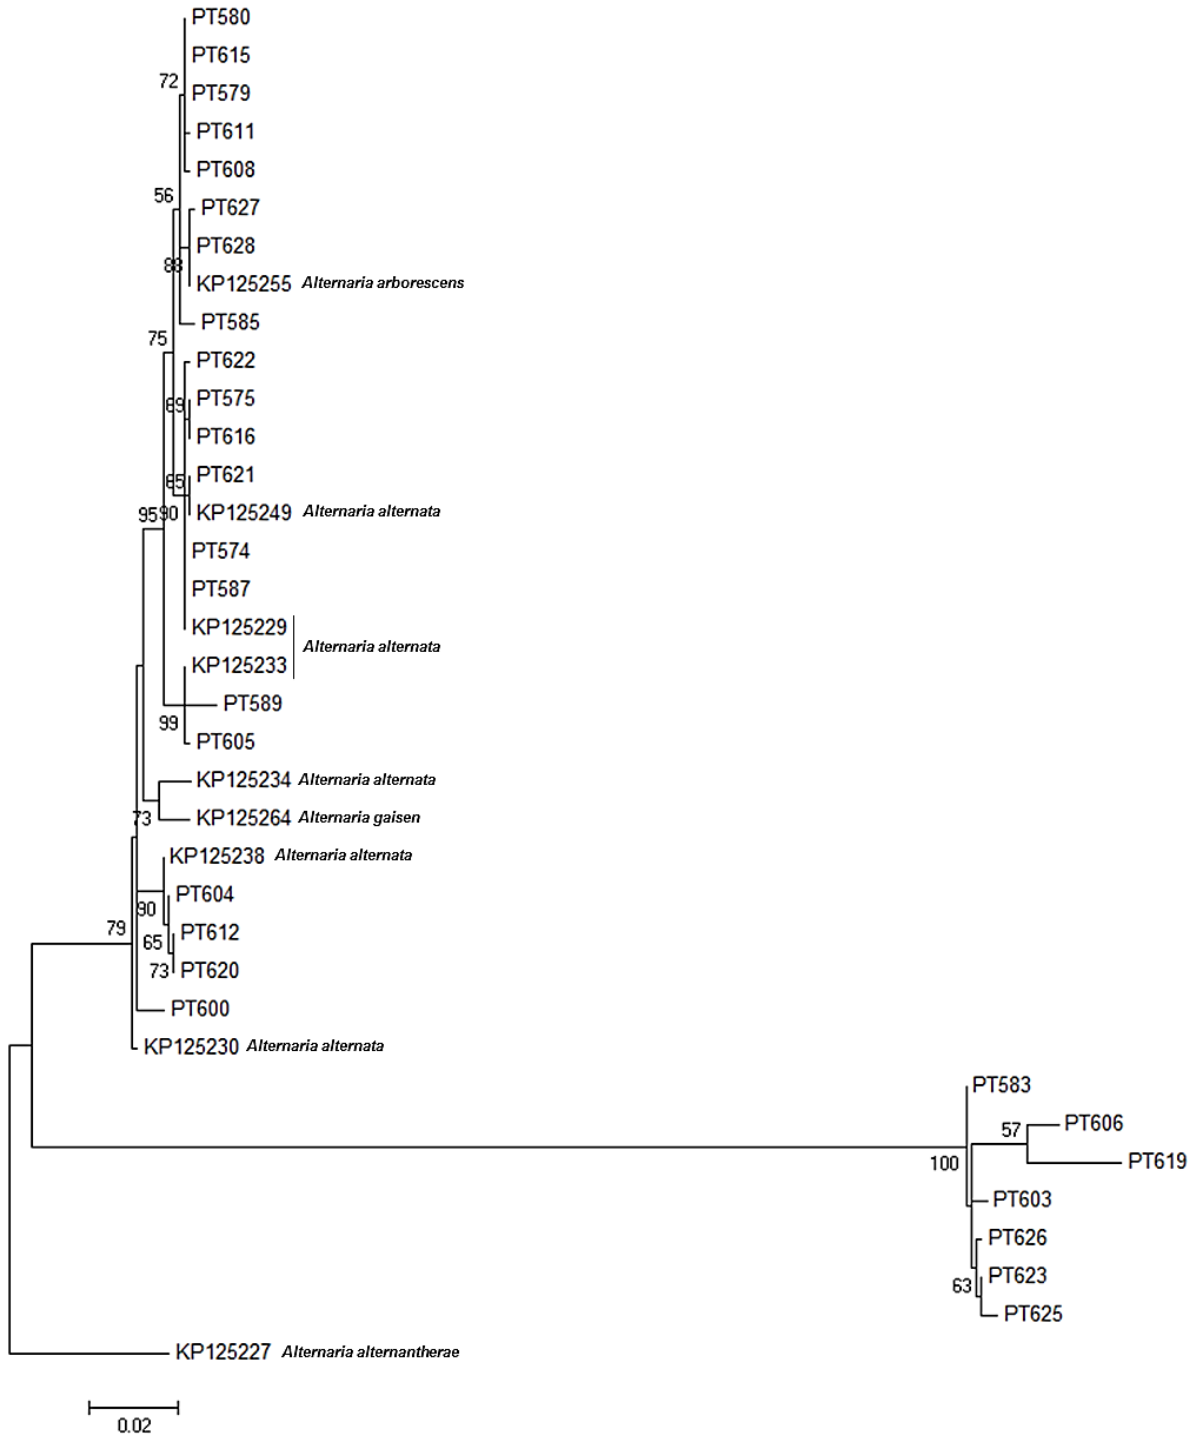 PT580
PT615
72
PT579
PT611
PT608
56
PT627
PT628
88
KP125255 Alternaria arborescens
PT585
75
PT622
PT575
89
PT616
PT621
85
95
90
KP125249 Alternaria alternata
PT574
PT587
KP125229
Alternaria alternata
KP125233
PT589
99
PT605
KP125234 Alternaria alternata
73
KP125264 Alternaria gaisen
KP125238 Alternaria alternata
PT604
90
79
PT612
65
73
PT620
PT600
KP125230 Alternaria alternata
PT583
PT606
57
PT619
100
PT603
PT626
PT623
63
PT625
KP125227 Alternaria alternantherae
0.02